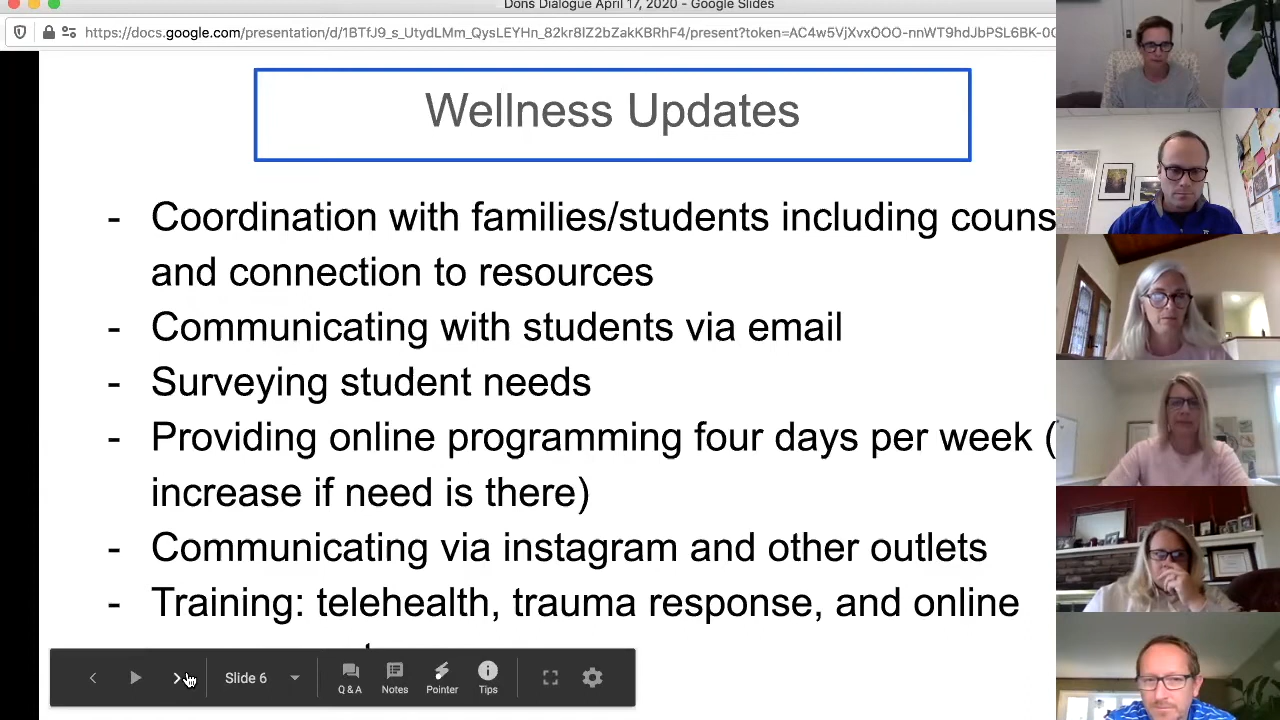 Dons Dialogue April 17, 2020 - Google Slides
https://docs.google.com/presentation/d/1BTfJ9_s_UtydLMm_QysLEYHn_82kr8lZ2bZakKBRhF4/present?token=AC4w5VjXvxOOO-nnWT9hdJbPSL6BK-0C
Wellness Updates
- Coordination with families/students including couns
and connection to resources
- Communicating with students via email
- Surveying student needs
- Providing online programming four days per week (
increase if need is there)
- Communicating via instagram and other outlets
- Training: telehealth, trauma response, and online
Slide 6
Q & A
Notes
Pointer
Tips